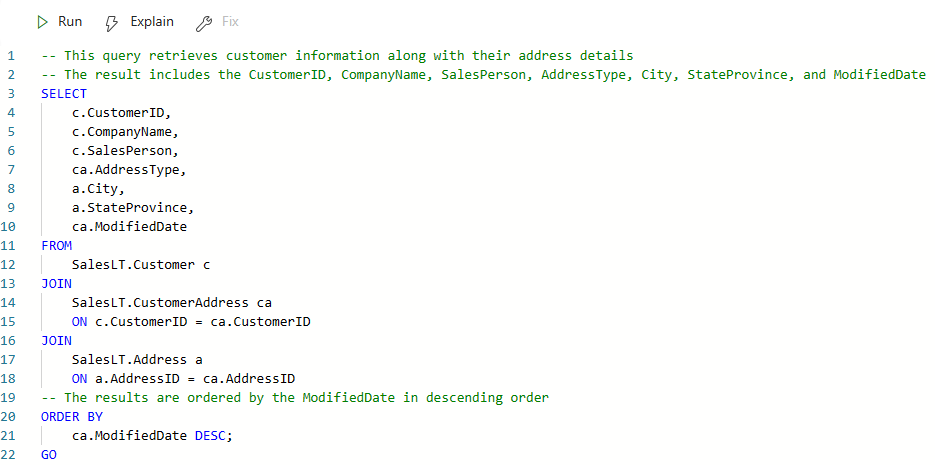 Run Explain Fix
1 -- This query retrieves customer information along with their address details
2 -- The result includes the CustomerID, CompanyName, SalesPerson, AddressType, City, StateProvince, and ModifiedDate
3 SELECT
4 c.CustomerID,
5 c.CompanyName,
6 c.SalesPerson,
7 ca.AddressType,
8 a.City,
9 a.StateProvince,
10 ca.ModifiedDate
11 FROM
12 SalesLT.Customer c
13 JOIN
14 SalesLT.CustomerAddress ca
15 ON c.CustomerID = ca.CustomerID
16 JOIN
17 SalesLT.Address a
18 ON a.AddressID = ca.AddressID
19 -- The results are ordered by the ModifiedDate in descending order
20 ORDER BY
21 ca.ModifiedDate DESC;
22 GO